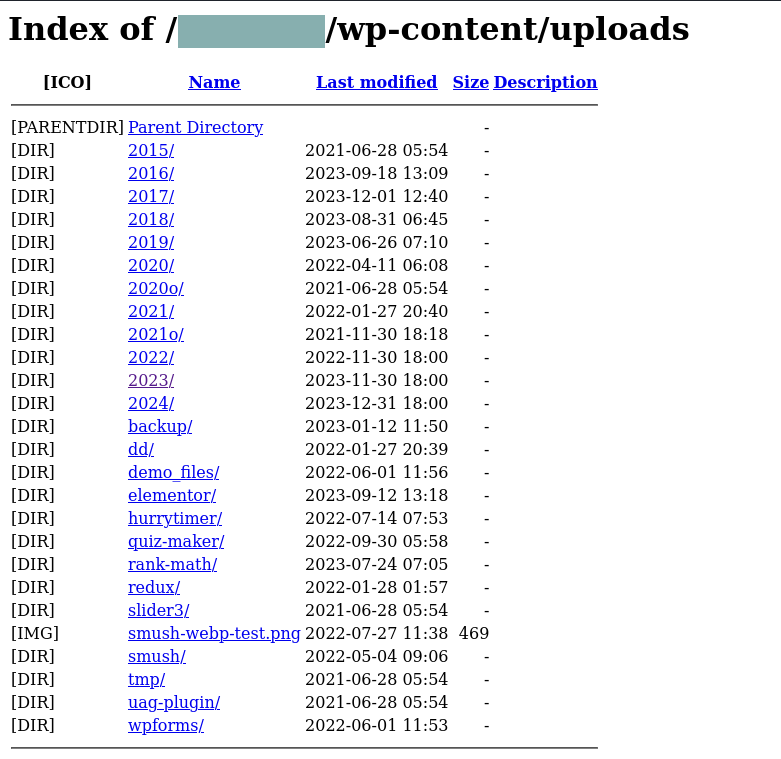 Index of / /wp-content/uploads
[ICO] Name Last modified Size Description
[PARENTDIR] Parent Directory -
[DIR] 2015/ 2021-06-28 05:54 -
[DIR] 2016/ 2023-09-18 13:09 -
[DIR] 2017/ 2023-12-01 12:40 -
[DIR] 2018/ 2023-08-31 06:45 -
[DIR] 2019/ 2023-06-26 07:10 -
[DIR] 2020/ 2022-04-11 06:08 -
[DIR] 2020o/ 2021-06-28 05:54 -
[DIR] 2021/ 2022-01-27 20:40 -
[DIR] 2021o/ 2021-11-30 18:18 -
[DIR] 2022/ 2022-11-30 18:00 -
[DIR] 2023/ 2023-11-30 18:00 -
[DIR] 2024/ 2023-12-31 18:00 -
[DIR] backup/ 2023-01-12 11:50 -
[DIR] dd/ 2022-01-27 20:39 -
[DIR] demo_files/ 2022-06-01 11:56 -
[DIR] elementor/ 2023-09-12 13:18 -
[DIR] hurrytimer/ 2022-07-14 07:53 -
[DIR] quiz-maker/ 2022-09-30 05:58 -
[DIR] rank-math/ 2023-07-24 07:05 -
[DIR] redux/ 2022-01-28 01:57 -
[DIR] slider3/ 2021-06-28 05:54 -
[IMG] smush-webp-test.png 2022-07-27 11:38 469
[DIR] smush/ 2022-05-04 09:06 -
[DIR] tmp/ 2021-06-28 05:54 -
[DIR] uag-plugin/ 2021-06-28 05:54 -
[DIR] wpforms/ 2022-06-01 11:53 -